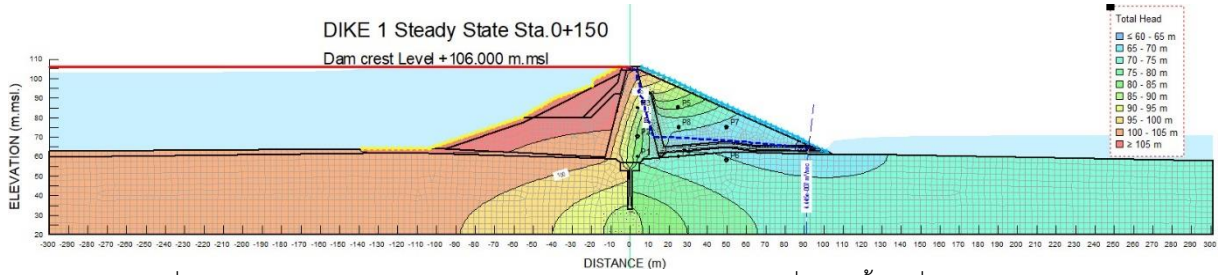 DIKE 1 Steady State Sta.0+150
Dam crest Level +106.000 m.msl
Total Head
≤ 60 - 65 m
65 - 70 m
70 - 75 m
75 - 80 m
80 - 85 m
85 - 90 m
90 - 95 m
95 - 100 m
100 - 105 m
≥ 105 m
ELEVATION (m.msl.)
110
100
90
80
70
60
50
40
30
20
P5
P8
P7
P6
100
-300 -290 -280 -270 -260 -250 -240 -230 -220 -210 -200 -190 -180 -170 -160 -150 -140 -130 -120 -110 -100 -90 -80 -70 -60 -50 -40 -30 -20 -10 0 10 20 30 40 50 60 70 80 90 100 110 120 130 140 150 160 170 180 190 200 210 220 230 240 250 260 270 280 290 300
DISTANCE (m)